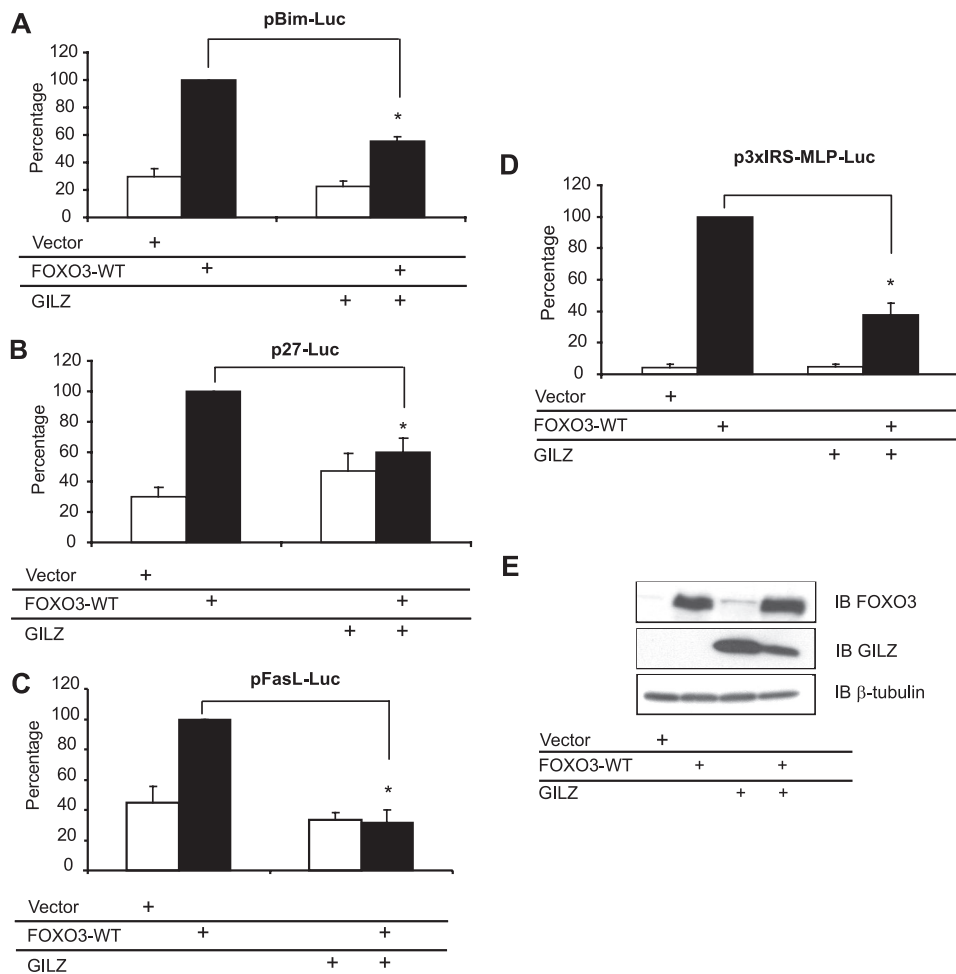 A
pBim-Luc
Percentage
120
100
80
60
40
20
0
*
Vector +
FOXO3-WT + +
GILZ + +
B
p27-Luc
Percentage
120
100
80
60
40
20
0
*
Vector +
FOXO3-WT + +
GILZ + +
C
pFasL-Luc
Percentage
120
100
80
60
40
20
0
*
Vector +
FOXO3-WT + +
GILZ + +
D
p3xIRS-MLP-Luc
Percentage
120
100
80
60
40
20
0
*
Vector +
FOXO3-WT + +
GILZ + +
E
IB FOXO3
IB GILZ
IB β-tubulin
Vector +
FOXO3-WT + +
GILZ + +